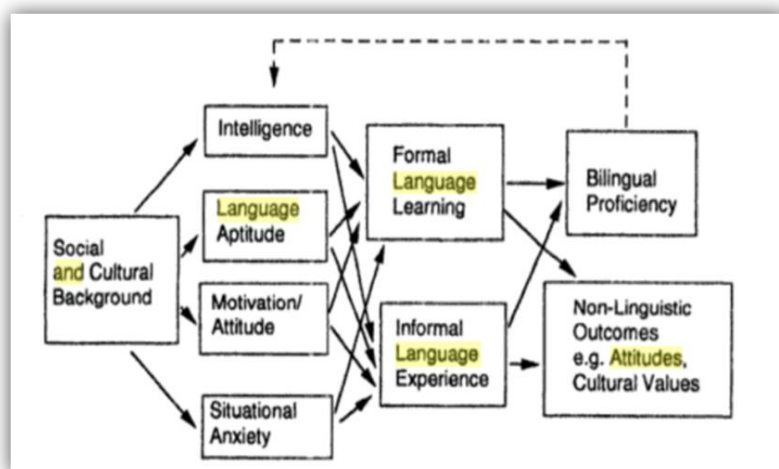 Social
and Cultural
Background
Intelligence
Language
Aptitude
Motivation/
Attitude
Situational
Anxiety
Formal
Language
Learning
Informal
Language
Experience
Bilingual
Proficiency
Non-Linguistic
Outcomes
e.g. Attitudes,
Cultural Values